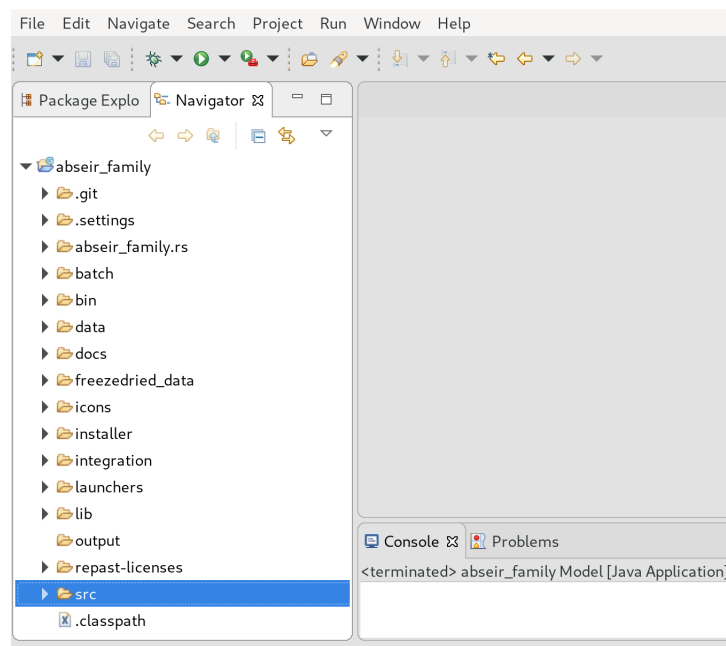 File Edit Navigate Search Project Run Window Help
Package Explo Navigator
abseir_family
.git
.settings
abseir_family.rs
batch
bin
data
docs
freezedried_data
icons
installer
integration
launchers
lib
output
repast-licenses
src
.classpath
Console Problems
<terminated> abseir_family Model [Java Application]